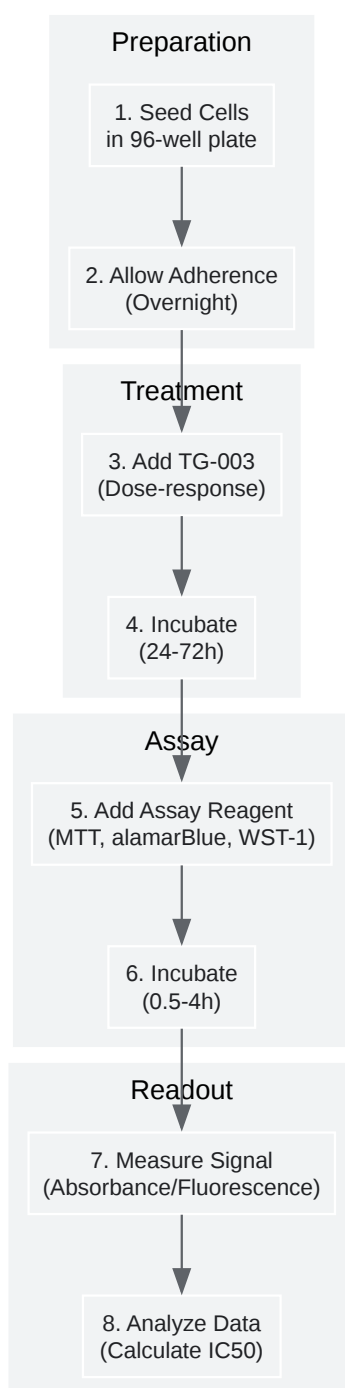 Preparation
1. Seed Cells
in 96-well plate
2. Allow Adherence
(Overnight)
Treatment
3. Add TG-003
(Dose-response)
4. Incubate
(24-72h)
Assay
5. Add Assay Reagent
(MTT, alamarBlue, WST-1)
6. Incubate
(0.5-4h)
Readout
7. Measure Signal
(Absorbance/Fluorescence)
8. Analyze Data
(Calculate IC50)